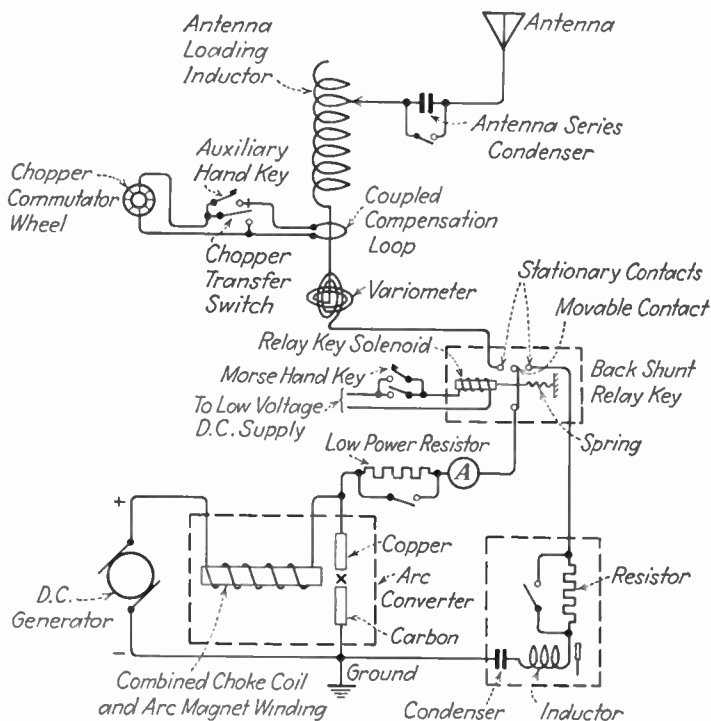 Antenna
Loading
Inductor
Antenna
Antenna Series
Condenser
Auxiliary
Hand Key
Chopper
Commutator
Wheel
Coupled
Compensation
Loop
Chopper
Transfer
Switch
Variometer
Stationary Contacts
Movable Contact
Relay Key Solenoid
Back Shunt
Relay Key
Morse Hand Key
To Low Voltage
D.C. Supply
Spring
Low Power Resistor
A
+
Copper
Arc
Converter
Carbon
D.C.
Generator
Resistor
−
Ground
Combined Choke Coil
and Arc Magnet Winding
Condenser
Inductor